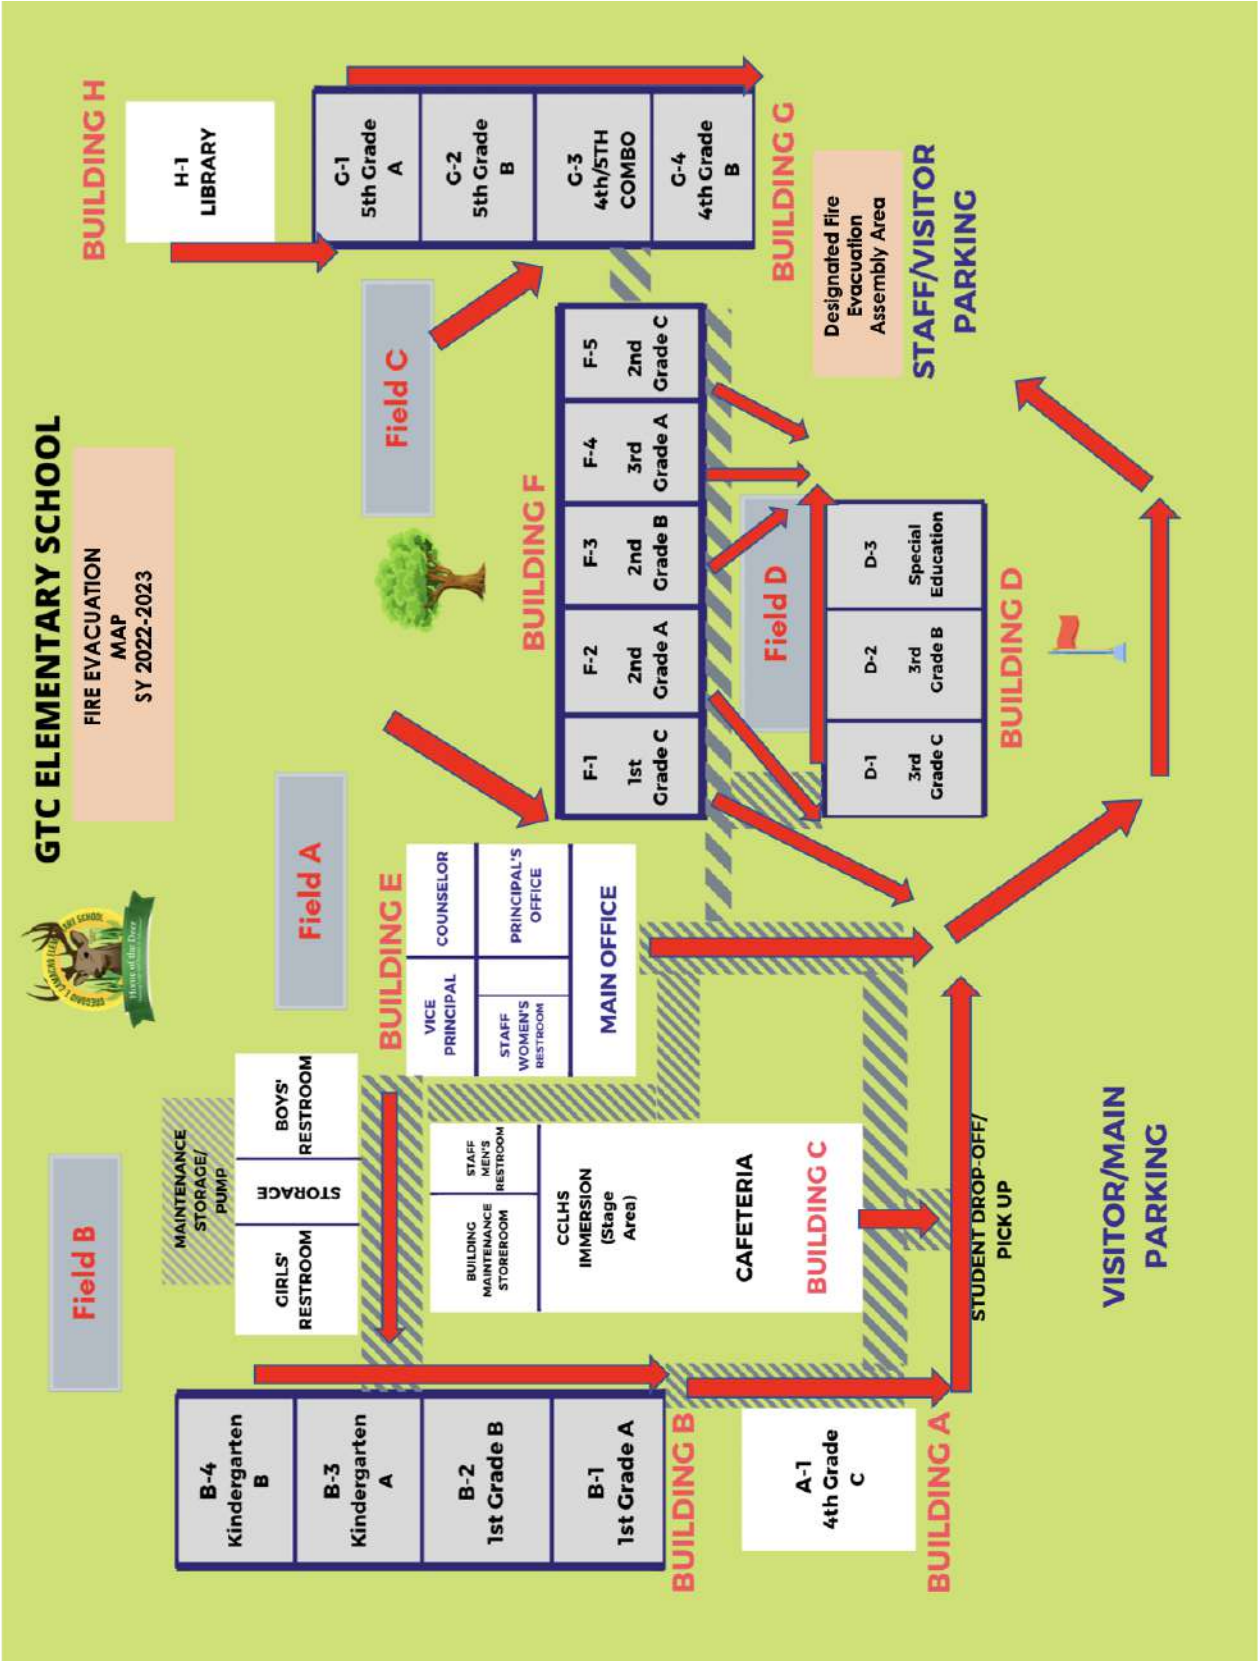 GTC ELEMENTARY SCHOOL
FIRE EVACUATION
MAP
SY 2022-2023
Home of the Deer
Field B
Field A
Field C
BUILDING H
H-1
LIBRARY
MAINTENANCE
STORAGE/
PUMP
GIRLS'
RESTROOM
STORAGE
BOYS'
RESTROOM
B-4
Kindergarten
B
B-3
Kindergarten
A
B-2
1st Grade B
B-1
1st Grade A
BUILDING B
BUILDING E
VICE
PRINCIPAL
COUNSELOR
STAFF
WOMEN'S
RESTROOM
PRINCIPAL'S
OFFICE
MAIN OFFICE
BUILDING
MAINTENANCE
STOREROOM
STAFF
MEN'S
RESTROOM
CCLHS
IMMERSION
(Stage
Area)
CAFETERIA
BUILDING C
BUILDING F
F-1
1st
Grade C
F-2
2nd
Grade A
F-3
2nd
Grade B
F-4
3rd
Grade A
F-5
2nd
Grade C
G-1
5th Grade
A
G-2
5th Grade
B
G-3
4th/5TH
COMBO
G-4
4th Grade
B
BUILDING G
A-1
4th Grade
C
BUILDING A
Field D
D-1
3rd
Grade C
D-2
3rd
Grade B
D-3
Special
Education
BUILDING D
Designated Fire
Evacuation
Assembly Area
STAFF/VISITOR
PARKING
STUDENT DROP-OFF/
PICK UP
VISITOR/MAIN
PARKING